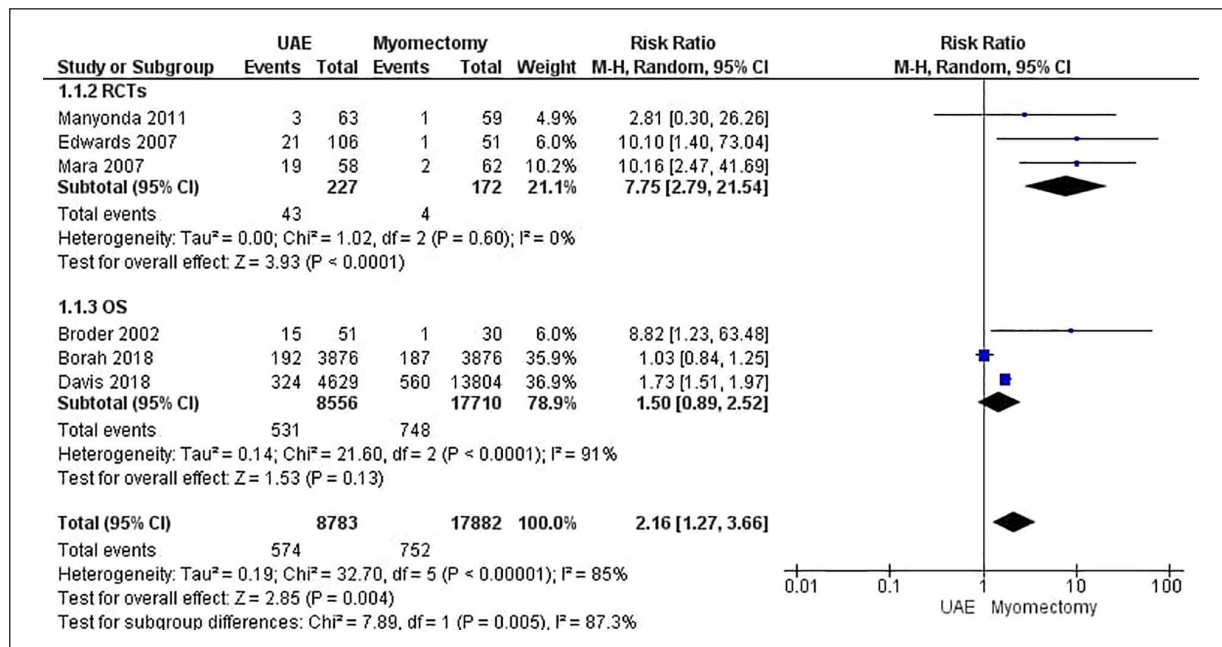 UAE Myomectomy Risk Ratio Risk Ratio
Study or Subgroup Events Total Events Total Weight M-H, Random, 95% CI M-H, Random, 95% CI
1.1.2 RCTs
Manyonda 2011 3 63 1 59 4.9% 2.81 [0.30, 26.26]
Edwards 2007 21 106 1 51 6.0% 10.10 [1.40, 73.04]
Mara 2007 19 58 2 62 10.2% 10.16 [2.47, 41.69]
Subtotal (95% CI) 227 172 21.1% 7.75 [2.79, 21.54]
Total events 43 4
Heterogeneity: Tau² = 0.00; Chi² = 1.02, df = 2 (P = 0.60); I² = 0%
Test for overall effect: Z = 3.93 (P < 0.0001)
1.1.3 OS
Broder 2002 15 51 1 30 6.0% 8.82 [1.23, 63.48]
Borah 2018 192 3876 187 3876 35.9% 1.03 [0.84, 1.25]
Davis 2018 324 4629 560 13804 36.9% 1.73 [1.51, 1.97]
Subtotal (95% CI) 8556 17710 78.9% 1.50 [0.89, 2.52]
Total events 531 748
Heterogeneity: Tau² = 0.14; Chi² = 21.60, df = 2 (P < 0.0001); I² = 91%
Test for overall effect: Z = 1.53 (P = 0.13)
Total (95% CI) 8783 17882 100.0% 2.16 [1.27, 3.66]
Total events 574 752
Heterogeneity: Tau² = 0.19; Chi² = 32.70, df = 5 (P < 0.00001); I² = 85%
Test for overall effect: Z = 2.85 (P = 0.004)
Test for subgroup differences: Chi² = 7.89, df = 1 (P = 0.005), I² = 87.3%
0.01 0.1 1 10 100
UAE Myomectomy